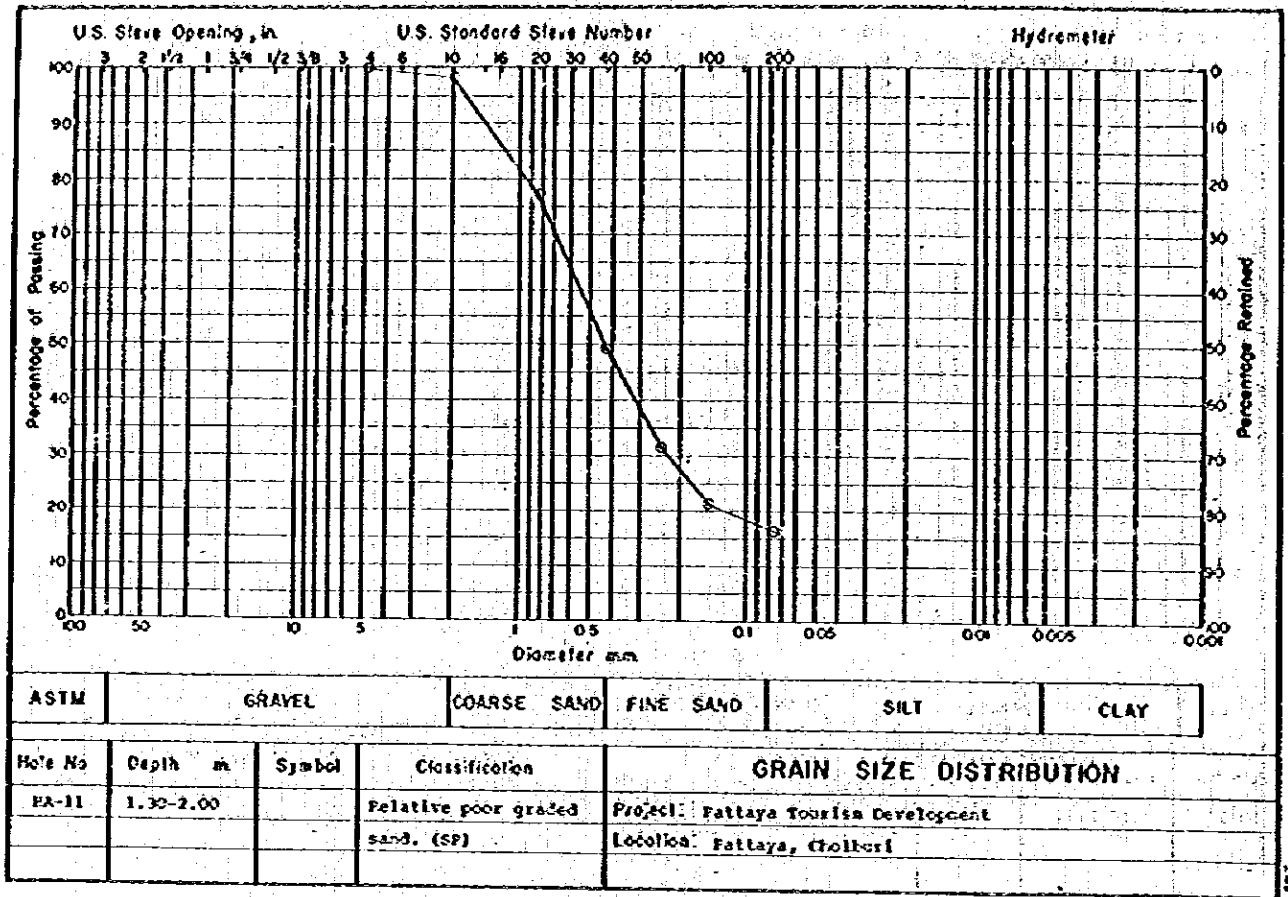 U.S. Sieve Opening, in. U.S. Standard Sieve Number Hydrometer
3 2 1½ 1 3/4 1/2 3/8 3 4 6 10 16 20 30 40 50 100 200
Percentage of Passing
100
90
80
70
60
50
40
30
20
10
0
0
10
20
30
40
50
60
70
80
90
100
Percentage Retained
100 50 10 5 1 0.5 0.1 0.05 0.01 0.005 0.001
Diameter mm
ASTM GRAVEL COARSE SAND FINE SAND SILT CLAY
Hole No Depth m Symbol Classification GRAIN SIZE DISTRIBUTION
PA-11 1.30-2.00 Relative poor graded Project: Pattaya Tourism Development
sand. (SP) Location: Pattaya, Cholburi